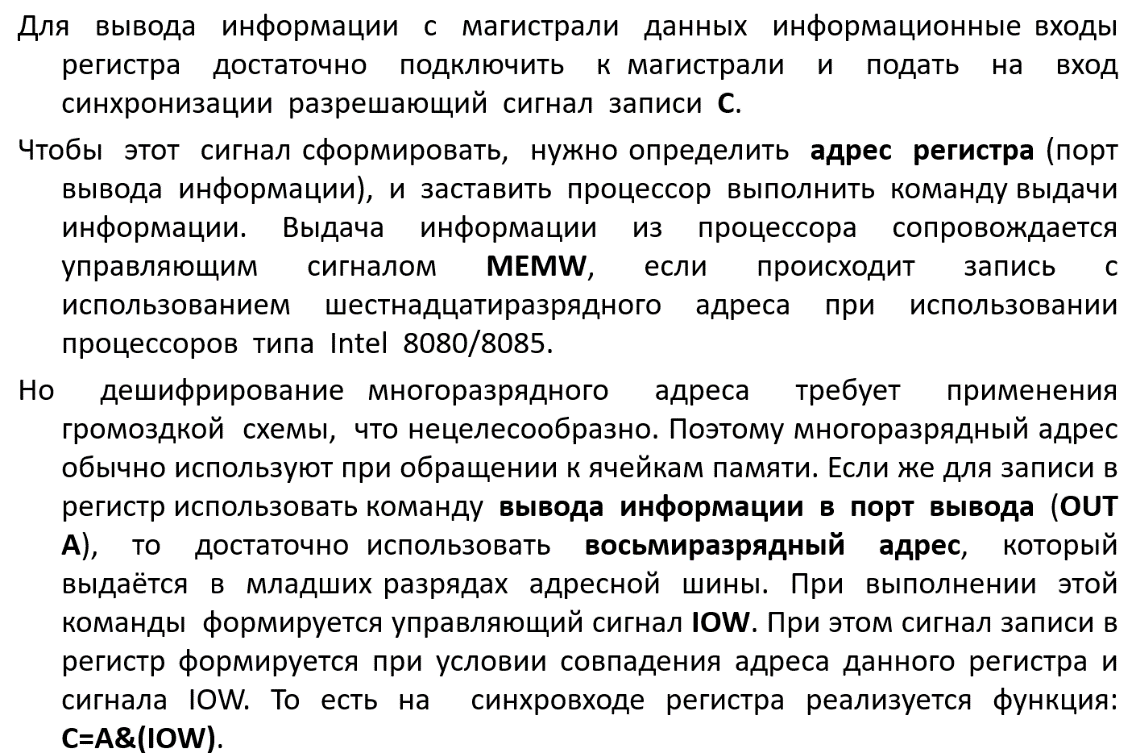 Для вывода информации с магистрали данных информационные входы
регистра достаточно подключить к магистрали и подать на вход
синхронизации разрешающий сигнал записи С.
Чтобы этот сигнал сформировать, нужно определить адрес регистра (порт
вывода информации), и заставить процессор выполнить команду выдачи
информации. Выдача информации из процессора сопровождается
управляющим сигналом MEMW, если происходит запись с
использованием шестнадцатиразрядного адреса при использовании
процессоров типа Intel 8080/8085.
Но дешифрирование многоразрядного адреса требует применения
громоздкой схемы, что нецелесообразно. Поэтому многоразрядный адрес
обычно используют при обращении к ячейкам памяти. Если же для записи в
регистр использовать команду вывода информации в порт вывода (OUT
A), то достаточно использовать восьмиразрядный адрес, который
выдаётся в младших разрядах адресной шины. При выполнении этой
команды формируется управляющий сигнал IOW. При этом сигнал записи в
регистр формируется при условии совпадения адреса данного регистра и
сигнала IOW. То есть на синхровходе регистра реализуется функция:
C=A&(IOW).